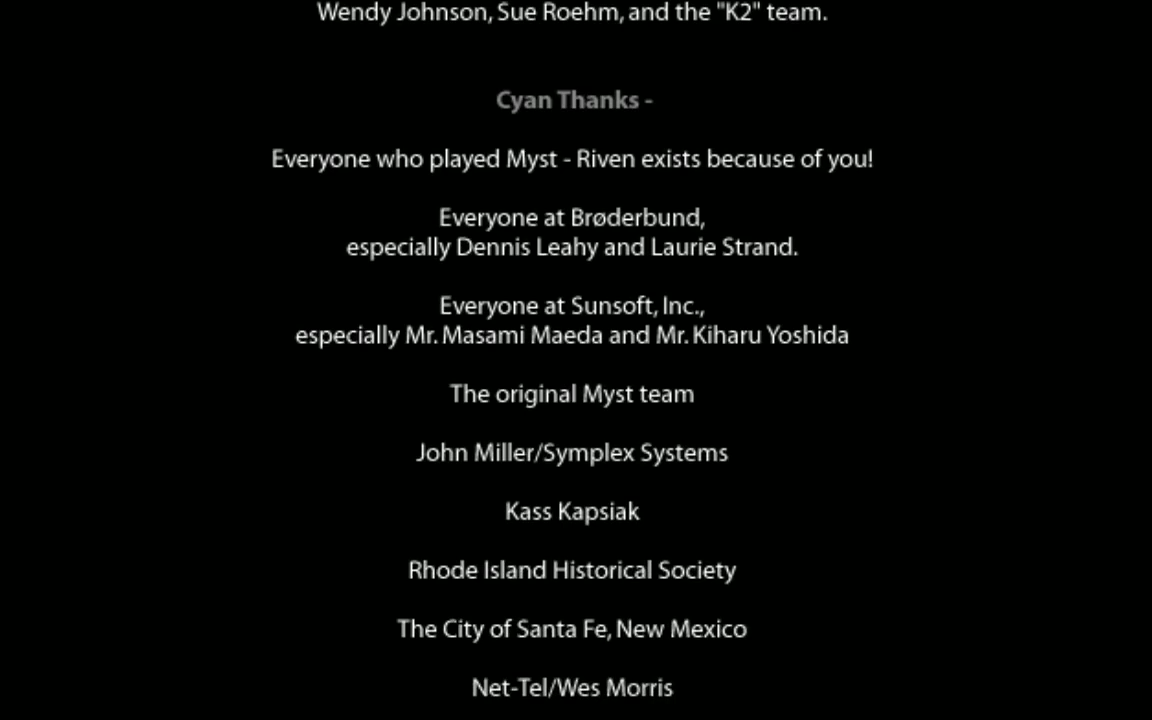 Wendy Johnson, Sue Roehm, and the "K2" team.
Cyan Thanks -
Everyone who played Myst - Riven exists because of you!
Everyone at Brøderbund,
especially Dennis Leahy and Laurie Strand.
Everyone at Sunsoft, Inc.,
especially Mr. Masami Maeda and Mr. Kiharu Yoshida
The original Myst team
John Miller/Symplex Systems
Kass Kapsiak
Rhode Island Historical Society
The City of Santa Fe, New Mexico
Net-Tel/Wes Morris